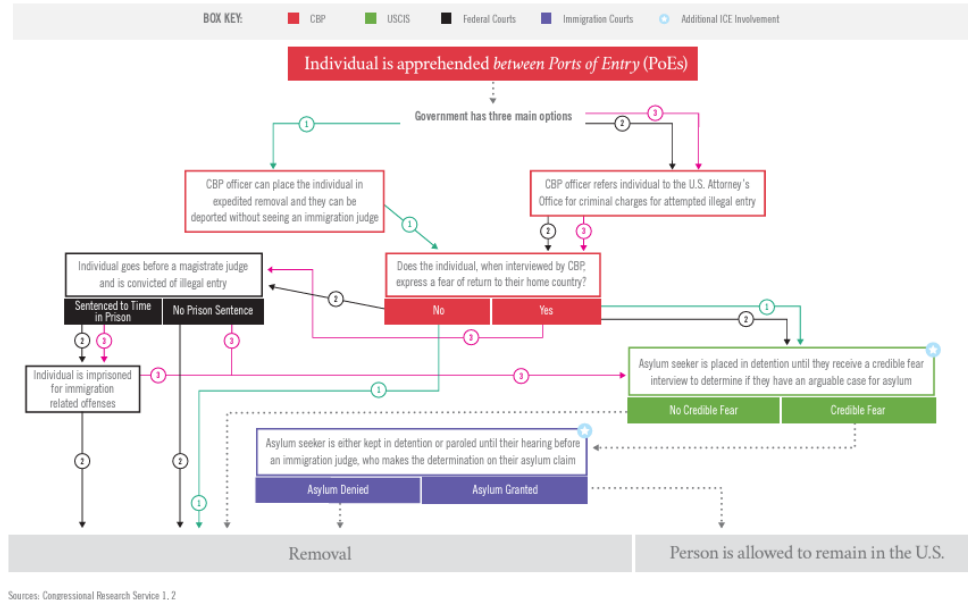 BOX KEY: CBP USCIS Federal Courts Immigration Courts Additional ICE Involvement
Individual is apprehended between Ports of Entry (PoEs)
Government has three main options
1
2
3
CBP officer can place the individual in
expedited removal and they can be
deported without seeing an immigration judge
CBP officer refers individual to the U.S. Attorney's
Office for criminal charges for attempted illegal entry
1
2
3
Individual goes before a magistrate judge
and is convicted of illegal entry
Sentenced to Time
in Prison
No Prison Sentence
Does the individual, when interviewed by CBP,
express a fear of return to their home country?
No
Yes
2
3
1
2
2
3
3
Individual is imprisoned
for immigration
related offenses
3
3
1
Asylum seeker is placed in detention until they receive a credible fear
interview to determine if they have an arguable case for asylum
No Credible Fear
Credible Fear
Asylum seeker is either kept in detention or paroled until their hearing before
an immigration judge, who makes the determination on their asylum claim
Asylum Denied
Asylum Granted
2
2
1
Removal
Person is allowed to remain in the U.S.
Sources: Congressional Research Service 1, 2